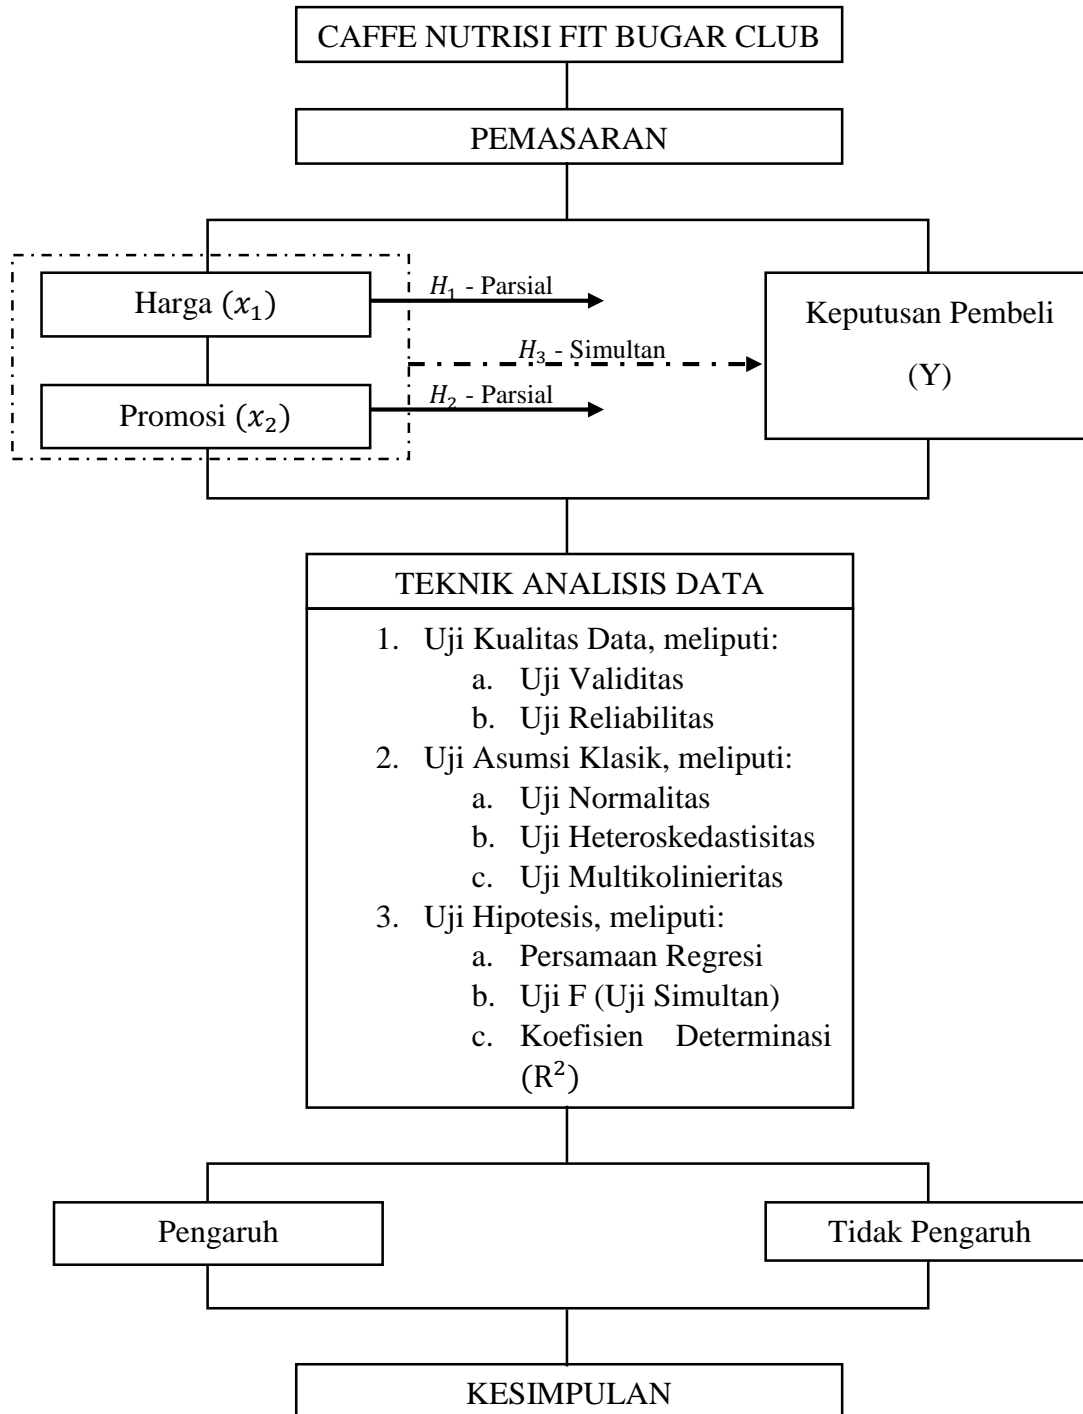 CAFFE NUTRISI FIT BUGAR CLUB
PEMASARAN
Harga (x₁)
H₁ - Parsial
Keputusan Pembeli
(Y)
H₃ - Simultan
Promosi (x₂)
H₂ - Parsial
TEKNIK ANALISIS DATA
1. Uji Kualitas Data, meliputi:
a. Uji Validitas
b. Uji Reliabilitas
2. Uji Asumsi Klasik, meliputi:
a. Uji Normalitas
b. Uji Heteroskedastisitas
c. Uji Multikolinieritas
3. Uji Hipotesis, meliputi:
a. Persamaan Regresi
b. Uji F (Uji Simultan)
c. Koefisien Determinasi
(R²)
Pengaruh
Tidak Pengaruh
KESIMPULAN